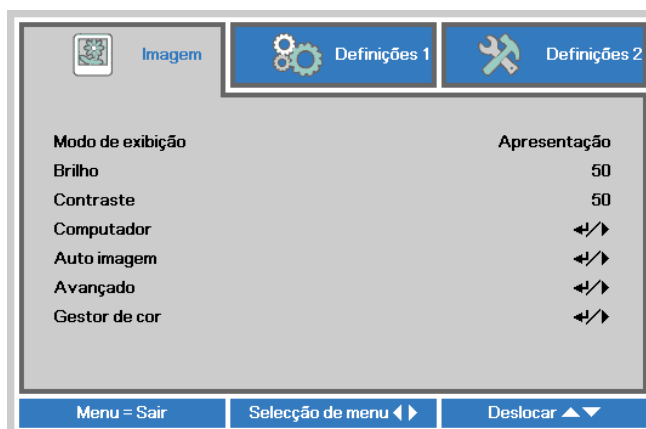 Imagem Definições 1 Definições 2
Modo de exibição Apresentação
Brilho 50
Contraste 50
Computador ↵/▶
Auto imagem ↵/▶
Avançado ↵/▶
Gestor de cor ↵/▶
Menu = Sair Selecção de menu ◀▶ Deslocar ▲▼